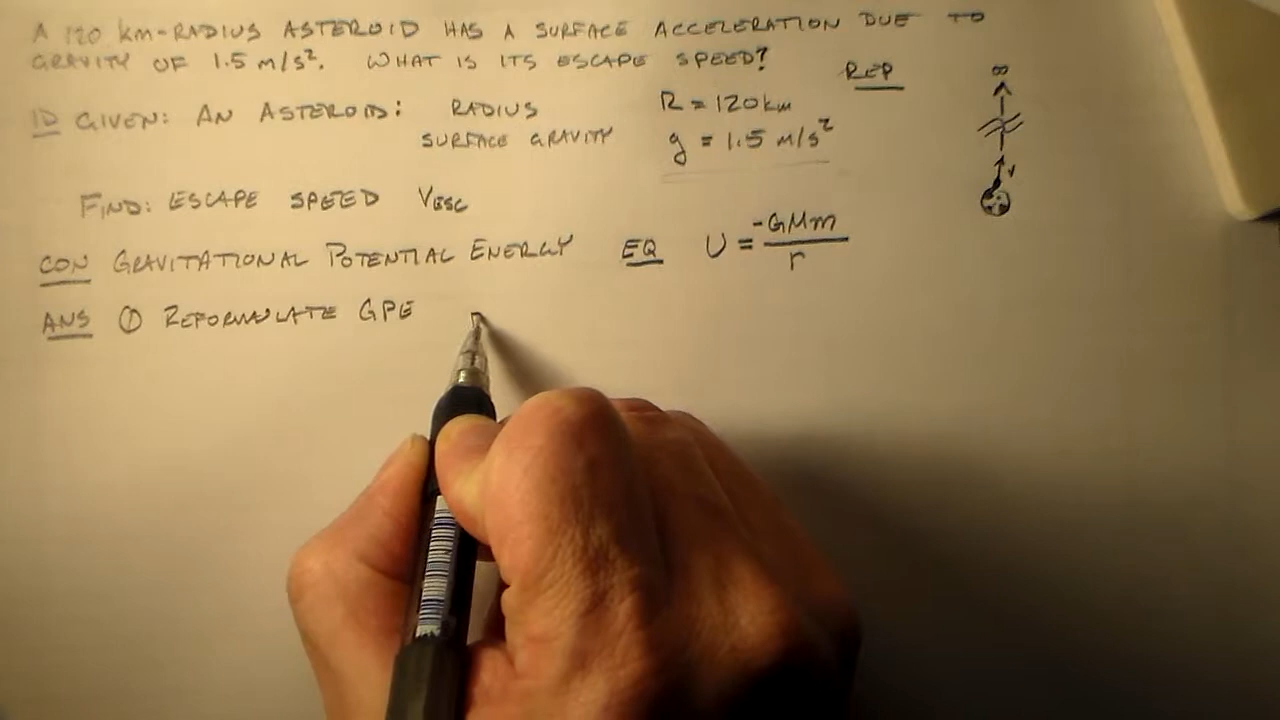 A 120 km-RADIUS ASTEROID HAS A SURFACE ACCELERATION DUE TO
GRAVITY OF 1.5 m/s². WHAT IS ITS ESCAPE SPEED?
REP
∞
V
ID GIVEN: AN ASTEROID: RADIUS R = 120 km
SURFACE GRAVITY g = 1.5 m/s²
FIND: ESCAPE SPEED VESC
CON GRAVITATIONAL POTENTIAL ENERGY EQ U = -GMm/r
ANS ① REFORMULATE GPE